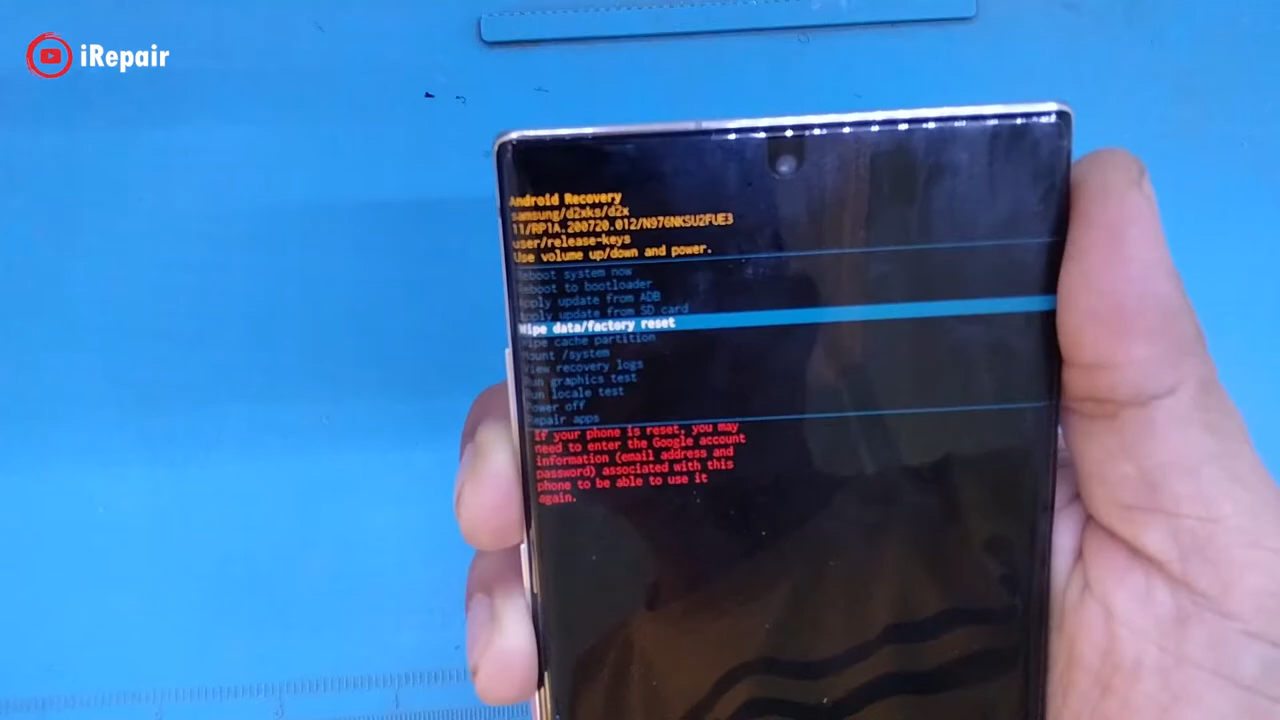 iRepair
Android Recovery
samsung/d2xks/d2x
11/RP1A.200720.012/N976NKSU2FUE3
user/release-keys
Use volume up/down and power.
Reboot system now
Reboot to bootloader
Apply update from ADB
Apply update from SD card
Wipe data/factory reset
Wipe cache partition
Mount /system
View recovery logs
Run graphics test
Run locale test
Power off
Repair apps
If your phone is reset, you may
need to enter the Google account
information (email address and
password) associated with this
phone to be able to use it
again.